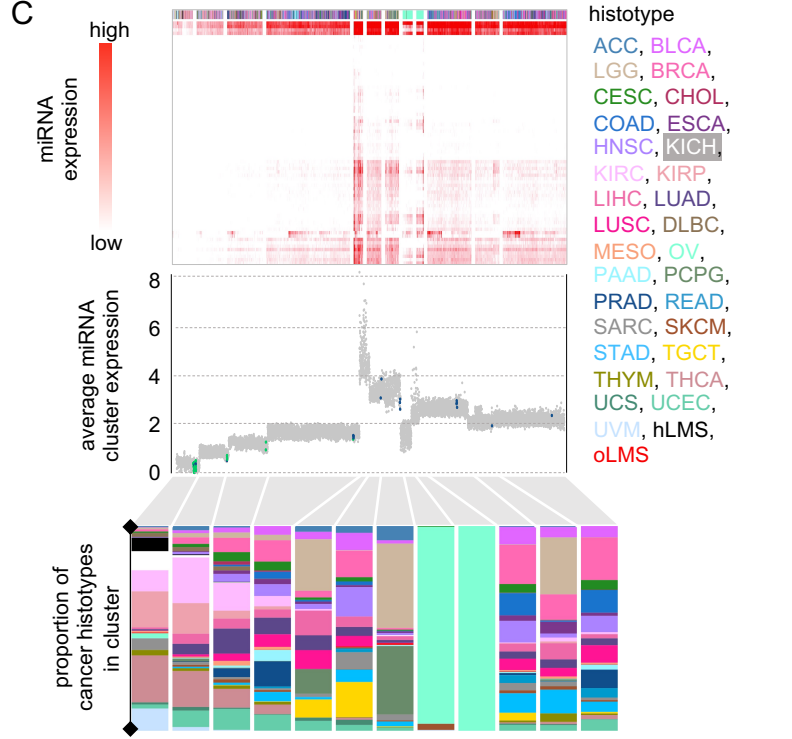 C
high
miRNA
expression
low
histotype
ACC, BLCA,
LGG, BRCA,
CESC, CHOL,
COAD, ESCA,
HNSC, KICH,
KIRC, KIRP,
LIHC, LUAD,
LUSC, DLBC,
MESO, OV,
PAAD, PCPG,
PRAD, READ,
SARC, SKCM,
STAD, TGCT,
THYM, THCA,
UCS, UCEC,
UVM, hLMS,
oLMS
average miRNA
cluster expression
8
6
4
2
0
proportion of
cancer histotypes
in cluster